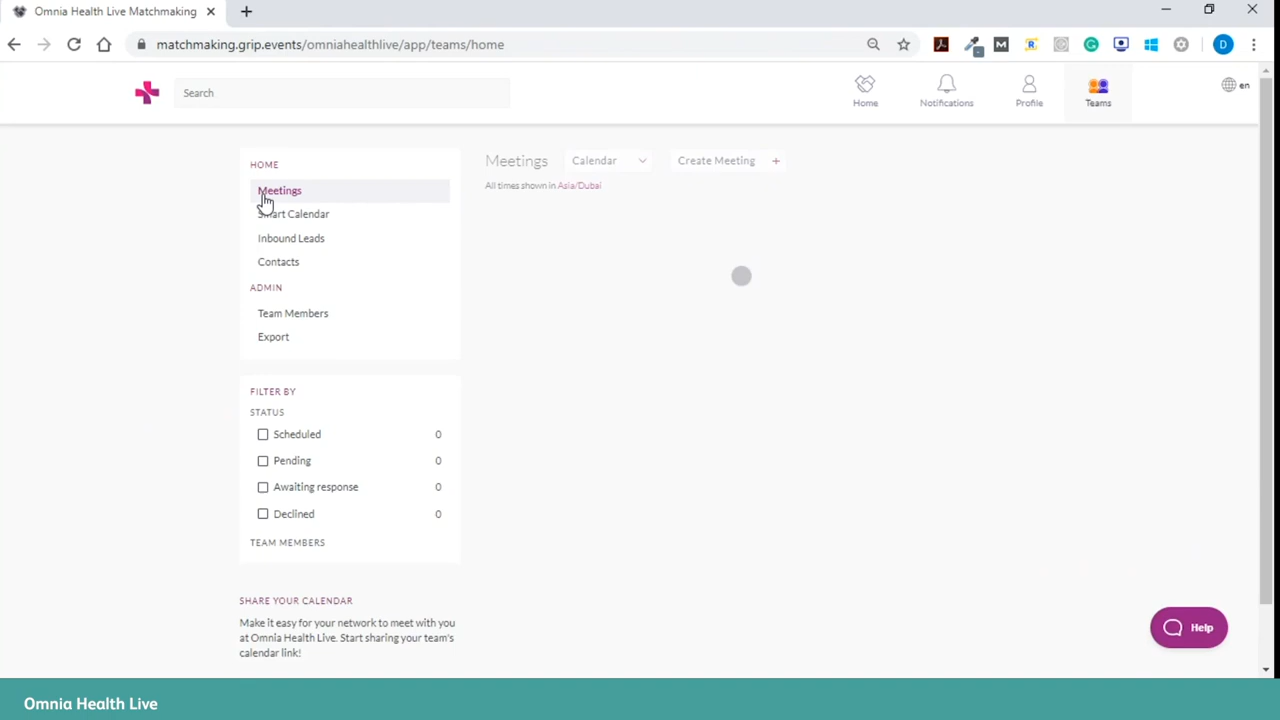 Omnia Health Live Matchmaking
matchmaking.grip.events/omniahealthlive/app/teams/home
D
Search
Home
Notifications
Profile
Teams
en
HOME
Meetings
Smart Calendar
Inbound Leads
Contacts
ADMIN
Team Members
Export
Meetings
Calendar
Create Meeting +
All times shown in Asia/Dubai
FILTER BY
STATUS
Scheduled 0
Pending 0
Awaiting response 0
Declined 0
TEAM MEMBERS
SHARE YOUR CALENDAR
Make it easy for your network to meet with you
at Omnia Health Live. Start sharing your team's
calendar link!
Help
Omnia Health Live